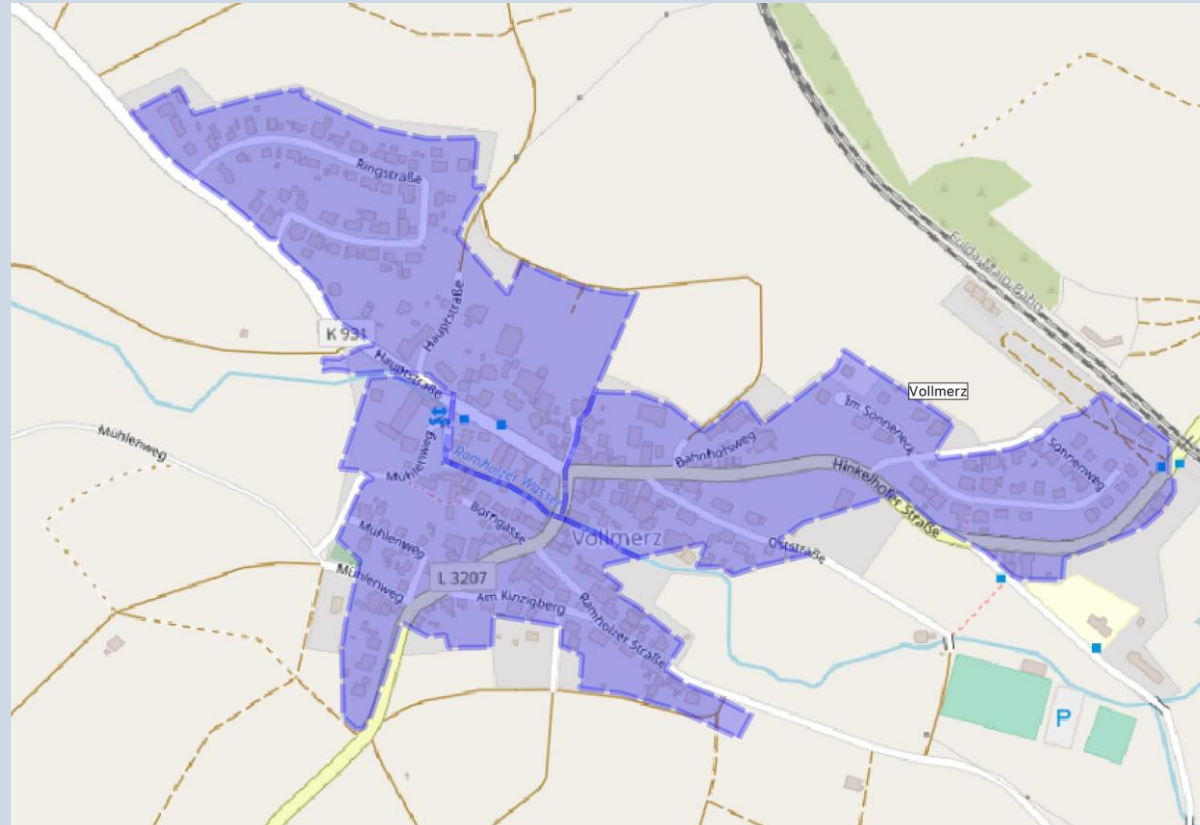 Ringstraße
Fulda-Main-Bahn
Hauptstraße
K 931
Hauptstraße
Vollmerz
Im Sonneneck
Mühlenweg
Mühlenweg
Ramholzer Wasser
Bahnhofsweg
Hinkelhofer Straße
Sonnenweg
Borngasse
Mühlenweg
Vollmerz
Oststraße
Mühlenweg
L 3207
Am Kinzigberg
Ramholzer Straße
P